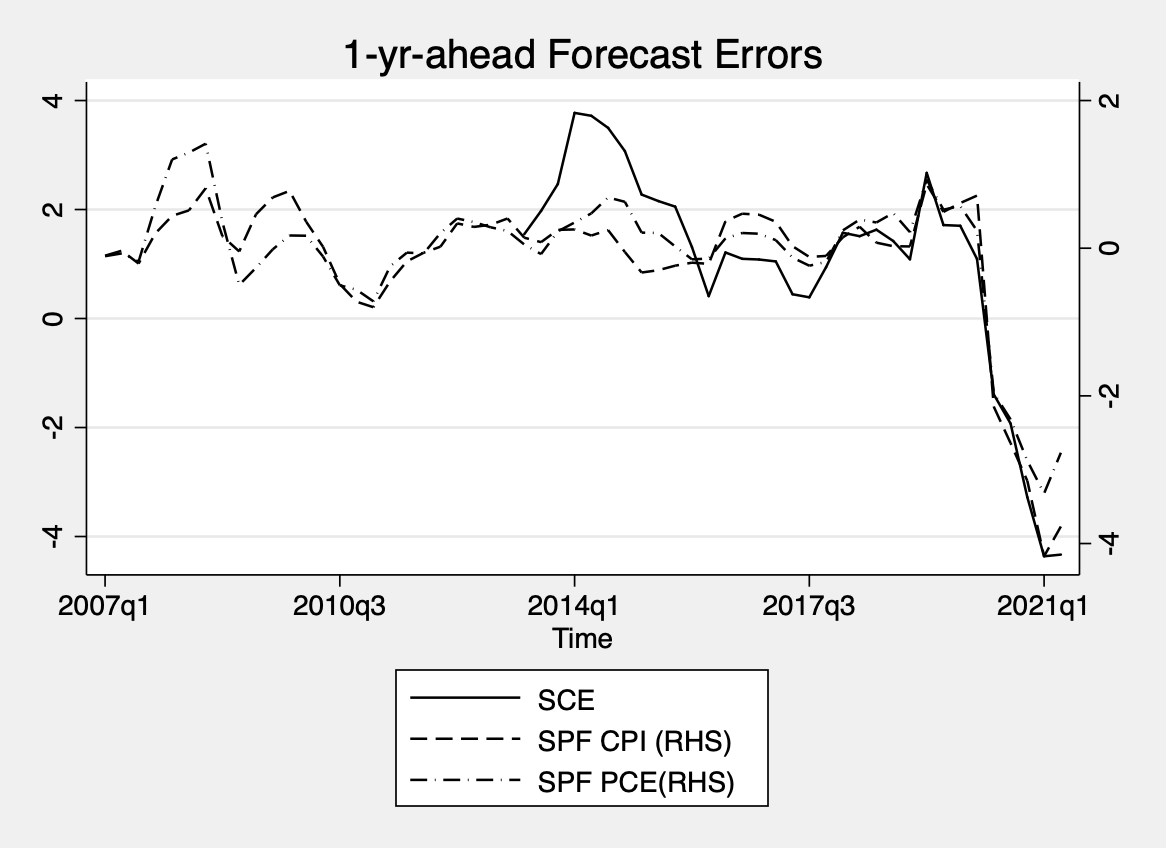 1-yr-ahead Forecast Errors
4
2
0
-2
-4
2
0
-2
-4
2007q1 2010q3 2014q1 2017q3 2021q1
Time
SCE
SPF CPI (RHS)
SPF PCE(RHS)